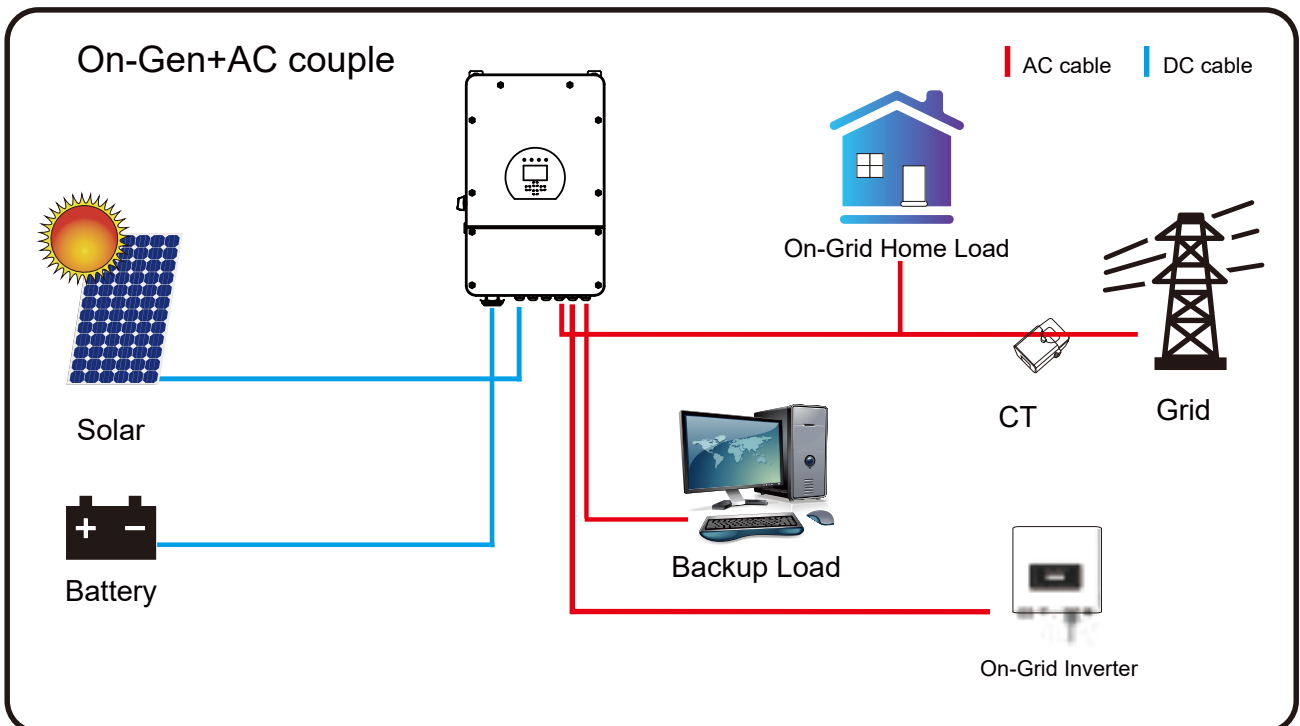 On-Gen+AC couple
AC cable
DC cable
On-Grid Home Load
Solar
CT
Grid
Battery
Backup Load
On-Grid Inverter